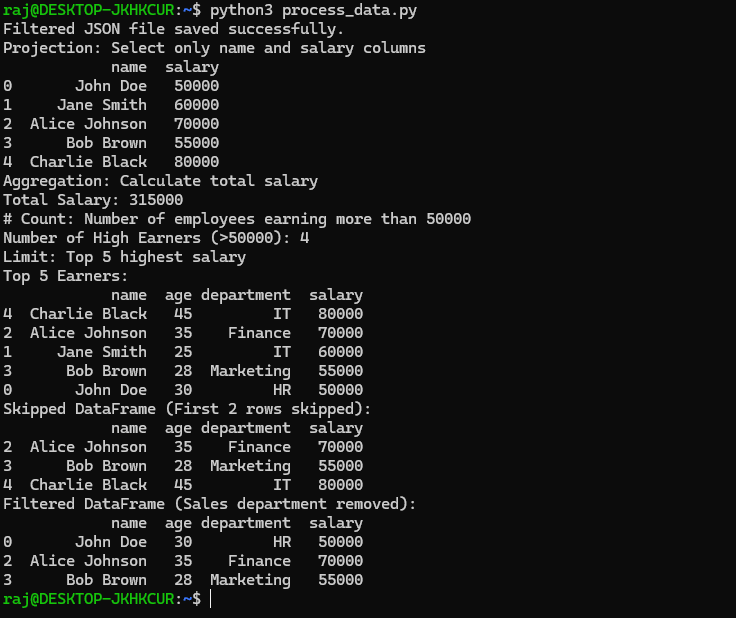 raj@DESKTOP-JKHKCUR:~$ python3 process_data.py
Filtered JSON file saved successfully.
Projection: Select only name and salary columns
            name  salary
0       John Doe   50000
1     Jane Smith   60000
2  Alice Johnson   70000
3      Bob Brown   55000
4  Charlie Black   80000
Aggregation: Calculate total salary
Total Salary: 315000
# Count: Number of employees earning more than 50000
Number of High Earners (>50000): 4
Limit: Top 5 highest salary
Top 5 Earners:
            name  age department  salary
4  Charlie Black   45         IT   80000
2  Alice Johnson   35    Finance   70000
1     Jane Smith   25         IT   60000
3      Bob Brown   28  Marketing   55000
0       John Doe   30         HR   50000
Skipped DataFrame (First 2 rows skipped):
            name  age department  salary
2  Alice Johnson   35    Finance   70000
3      Bob Brown   28  Marketing   55000
4  Charlie Black   45         IT   80000
Filtered DataFrame (Sales department removed):
            name  age department  salary
0       John Doe   30         HR   50000
2  Alice Johnson   35    Finance   70000
3      Bob Brown   28  Marketing   55000
raj@DESKTOP-JKHKCUR:~$